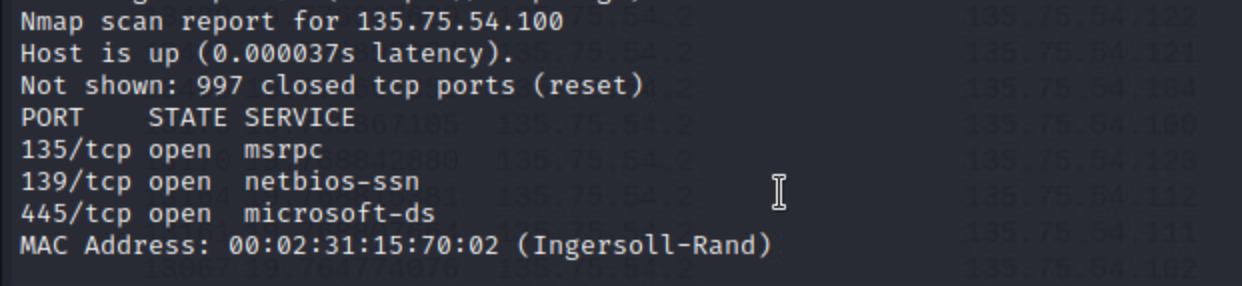 Nmap scan report for 135.75.54.100
Host is up (0.000037s latency).
Not shown: 997 closed tcp ports (reset)
PORT    STATE SERVICE
135/tcp open  msrpc
139/tcp open  netbios-ssn
445/tcp open  microsoft-ds
MAC Address: 00:02:31:15:70:02 (Ingersoll-Rand)